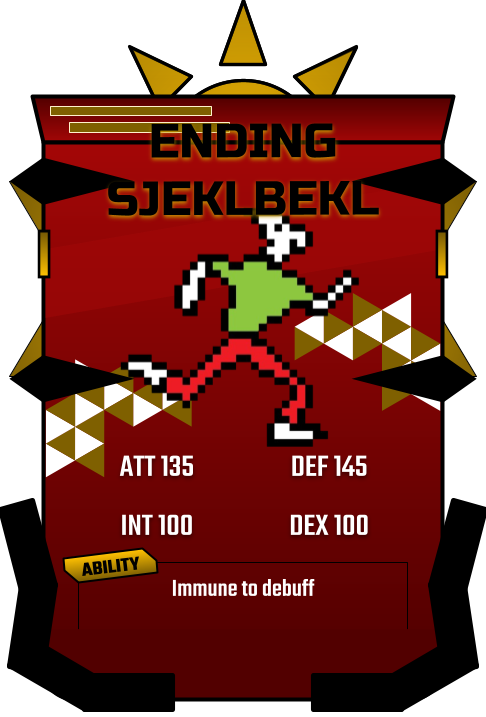 ENDING
SJEKLBEKL
ATT 135 DEF 145
INT 100 DEX 100
ABILITY
Immune to debuff